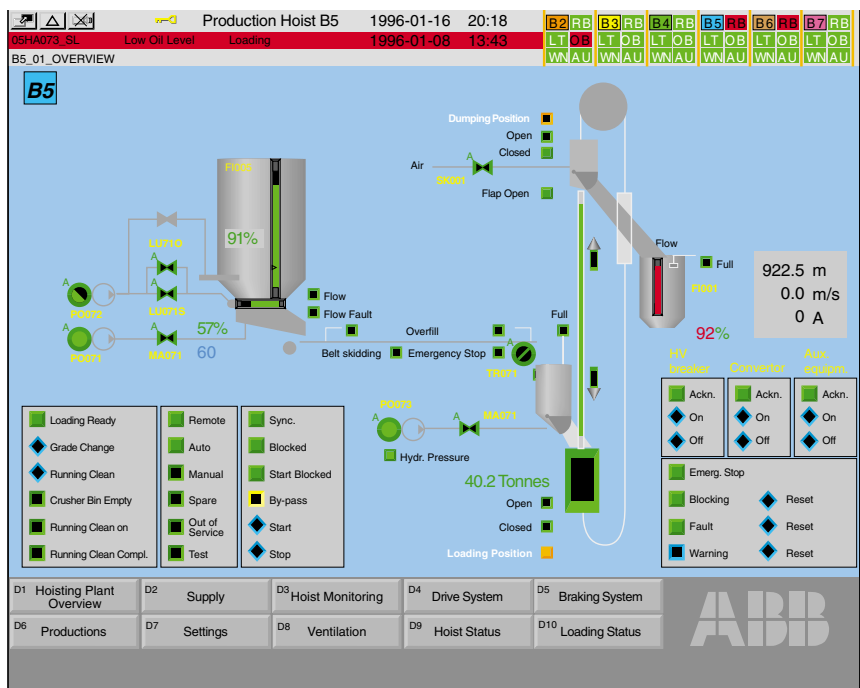 Production Hoist B5 1996-01-16 20:18
05HA073_SL Low Oil Level Loading 1996-01-08 13:43
B5_01_OVERVIEW
B2 RB B3 RB B4 RB B5 RB B6 RB B7 RB
LT OB LT OB LT OB LT OB LT OB LT OB
WN AU WN AU WN AU WN AU WN AU WN AU
B5
Dumping Position
Open
Closed
Air
A
SK001
Flap Open
91%
LU71O
A
A
LU071S
A
PO072
A
PO071
A
MA071
57%
60
Flow
Flow Fault
Overfill
Belt skidding
Emergency Stop
A
TR071
Full
Flow
Full
FI001
92%
922.5 m
0.0 m/s
0 A
PO073
A
A
MA071
Hydr. Pressure
40.2 Tonnes
Open
Closed
Loading Position
HV breaker
Convertor
Aux. equipm.
Ackn.
On
Off
Ackn.
On
Off
Ackn.
On
Off
Emerg. Stop
Blocking Reset
Fault Reset
Warning Reset
Loading Ready
Grade Change
Running Clean
Crusher Bin Empty
Running Clean on
Running Clean Compl.
Remote
Auto
Manual
Spare
Out of
Service
Test
Sync.
Blocked
Start Blocked
By-pass
Start
Stop
D1 Hoisting Plant
Overview
D2 Supply
D3 Hoist Monitoring
D4 Drive System
D5 Braking System
D6 Productions
D7 Settings
D8 Ventilation
D9 Hoist Status
D10 Loading Status
ABB